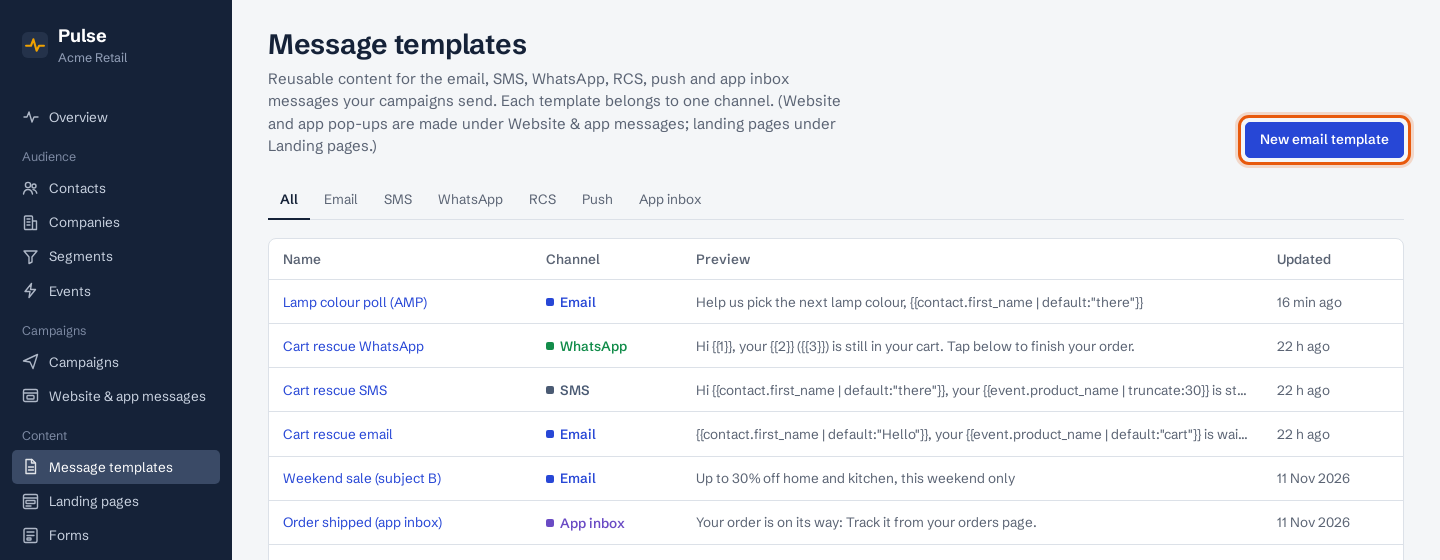 Pulse
Acme Retail
Overview
Audience
Contacts
Companies
Segments
Events
Campaigns
Campaigns
Website & app messages
Content
Message templates
Landing pages
Forms
Message templates
Reusable content for the email, SMS, WhatsApp, RCS, push and app inbox
messages your campaigns send. Each template belongs to one channel. (Website
and app pop-ups are made under Website & app messages; landing pages under
Landing pages.)
New email template
All Email SMS WhatsApp RCS Push App inbox
Name Channel Preview Updated
Lamp colour poll (AMP) Email Help us pick the next lamp colour, {{contact.first_name | default:"there"}} 16 min ago
Cart rescue WhatsApp WhatsApp Hi {{1}}, your {{2}} ({{3}}) is still in your cart. Tap below to finish your order. 22 h ago
Cart rescue SMS SMS Hi {{contact.first_name | default:"there"}}, your {{event.product_name | truncate:30}} is st... 22 h ago
Cart rescue email Email {{contact.first_name | default:"Hello"}}, your {{event.product_name | default:"cart"}} is wai... 22 h ago
Weekend sale (subject B) Email Up to 30% off home and kitchen, this weekend only 11 Nov 2026
Order shipped (app inbox) App inbox Your order is on its way: Track it from your orders page. 11 Nov 2026